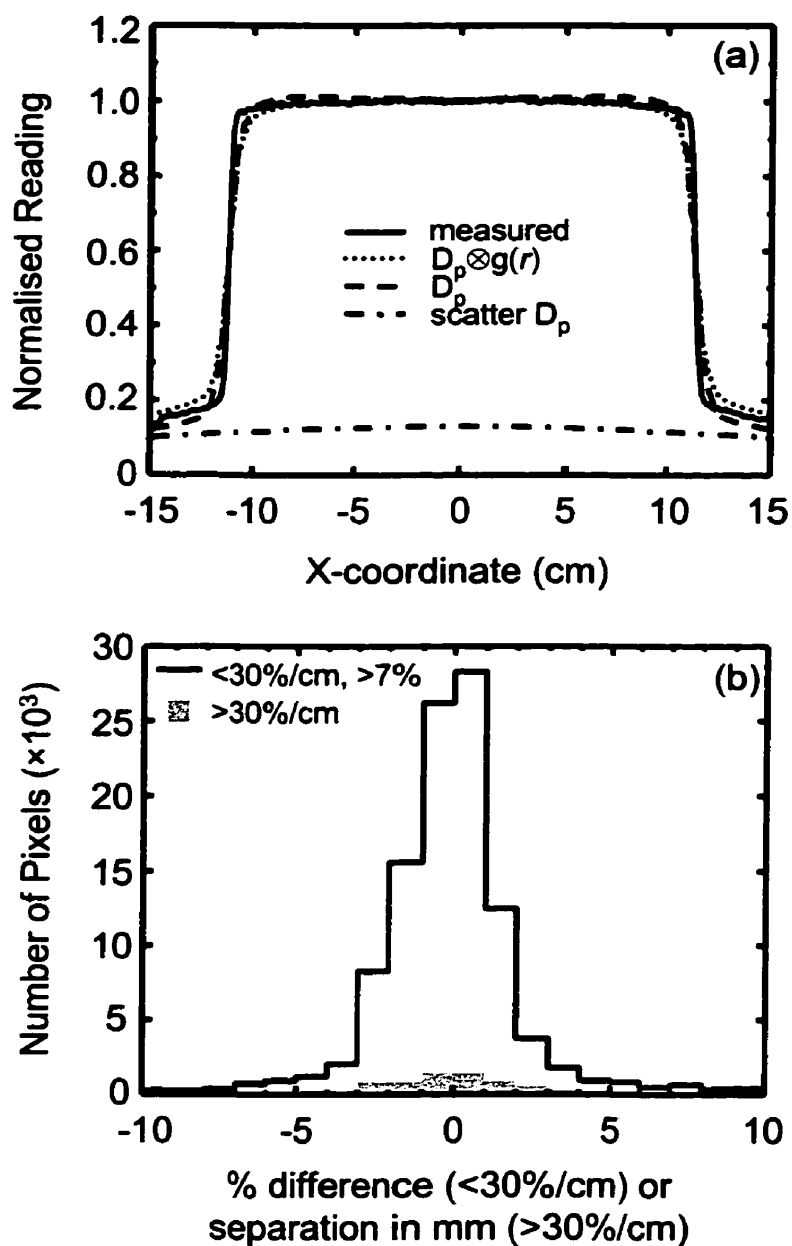 1.2
(a)
1.0
0.8
0.6
0.4
0.2
0
Normalised Reading
measured
Dₚ⊗g(r)
Dₚ
scatter Dₚ
-15 -10 -5 0 5 10 15
X-coordinate (cm)
30
(b)
25
20
15
10
5
0
Number of Pixels (×10³)
<30%/cm, >7%
>30%/cm
-10 -5 0 5 10
% difference (<30%/cm) or
separation in mm (>30%/cm)